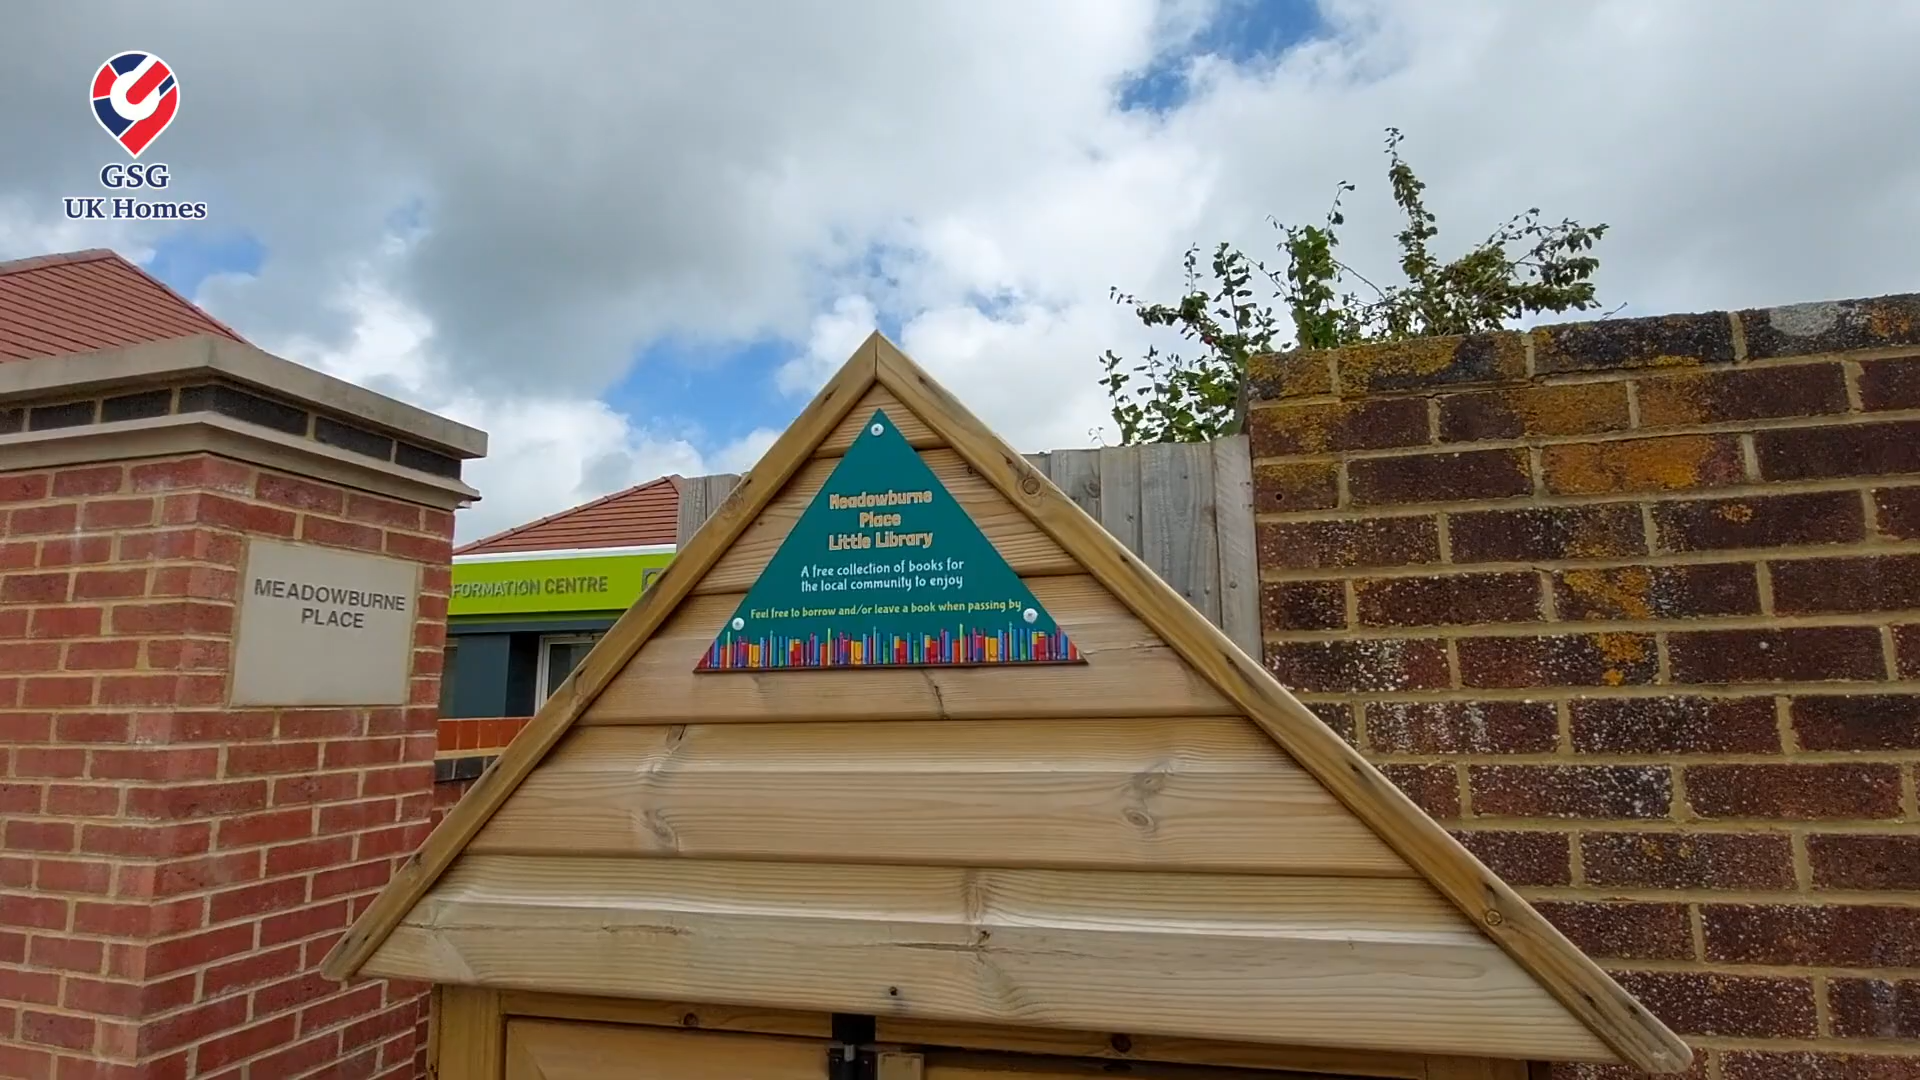 GSG
UK Homes
MEADOWBURNE
PLACE
FORMATION CENTRE
Meadowburne
Place
Little Library
A free collection of books for
the local community to enjoy
Feel free to borrow and/or leave a book when passing by